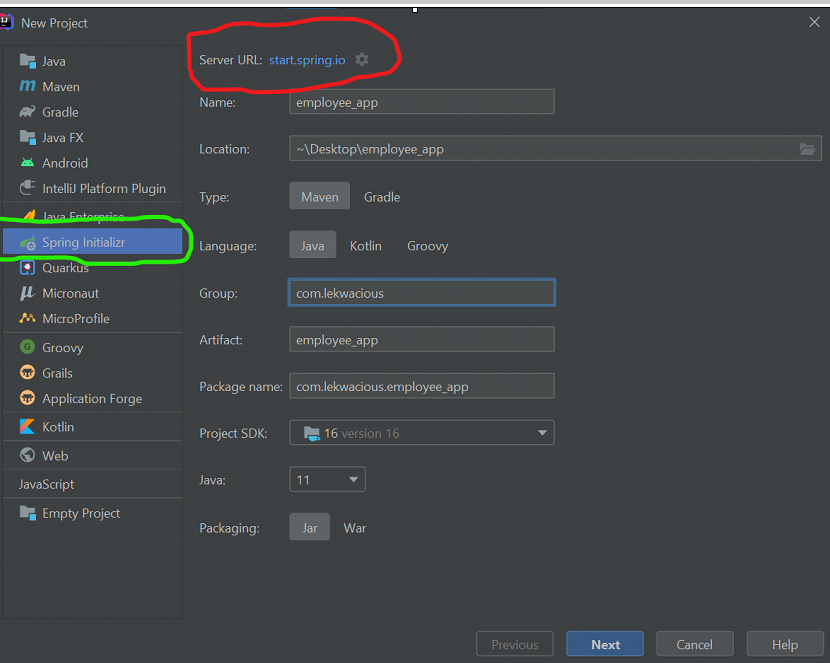 New Project
Java
Maven
Gradle
Java FX
Android
IntelliJ Platform Plugin
Java Enterprise
Spring Initializr
Quarkus
Micronaut
MicroProfile
Groovy
Grails
Application Forge
Kotlin
Web
JavaScript
Empty Project
Server URL: start.spring.io
Name: employee_app
Location: ~\Desktop\employee_app
Type: Maven Gradle
Language: Java Kotlin Groovy
Group: com.lekwacious
Artifact: employee_app
Package name: com.lekwacious.employee_app
Project SDK: 16 version 16
Java: 11
Packaging: Jar War
Previous Next Cancel Help